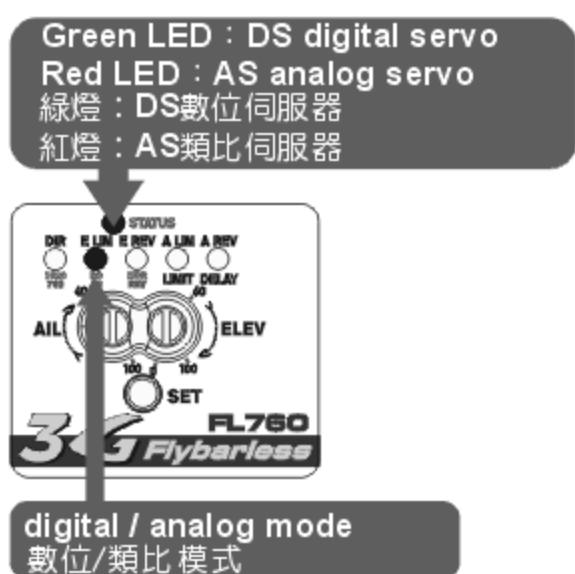 Green LED：DS digital servo
Red LED：AS analog servo
綠燈：DS數位伺服器
紅燈：AS類比伺服器
STATUS
DIR E LIM E REV A LIM A REV
LIMIT DELAY
60 60
AIL ELEV
100 100
SET
FL760
3G Flybarless
digital / analog mode
數位/類比 模式